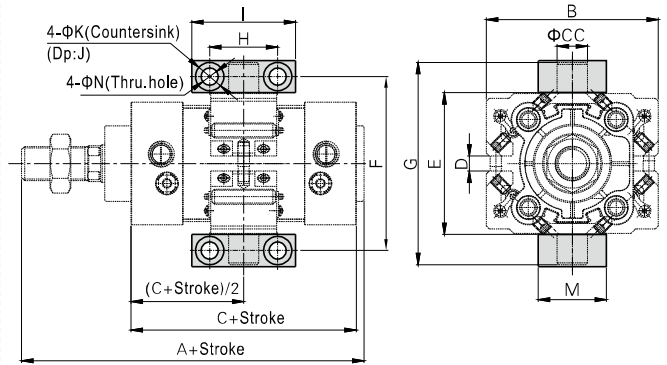 I
4-ΦK(Countersink)
(Dp:J)
H
4-ΦN(Thru.hole)
F
(C+Stroke)/2
C+Stroke
A+Stroke
B
ΦCC
G
E
D
M